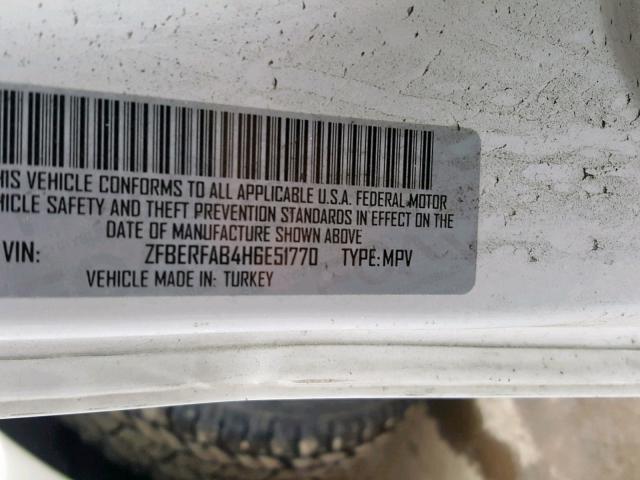 HIS VEHICLE CONFORMS TO ALL APPLICABLE U.S.A. FEDERAL MOTOR
HICLE SAFETY AND THEFT PREVENTION STANDARDS IN EFFECT ON THE
DATE OF MANUFACTURE SHOWN ABOVE
VIN: ZFBERFAB4H6E51770 TYPE: MPV
VEHICLE MADE IN: TURKEY